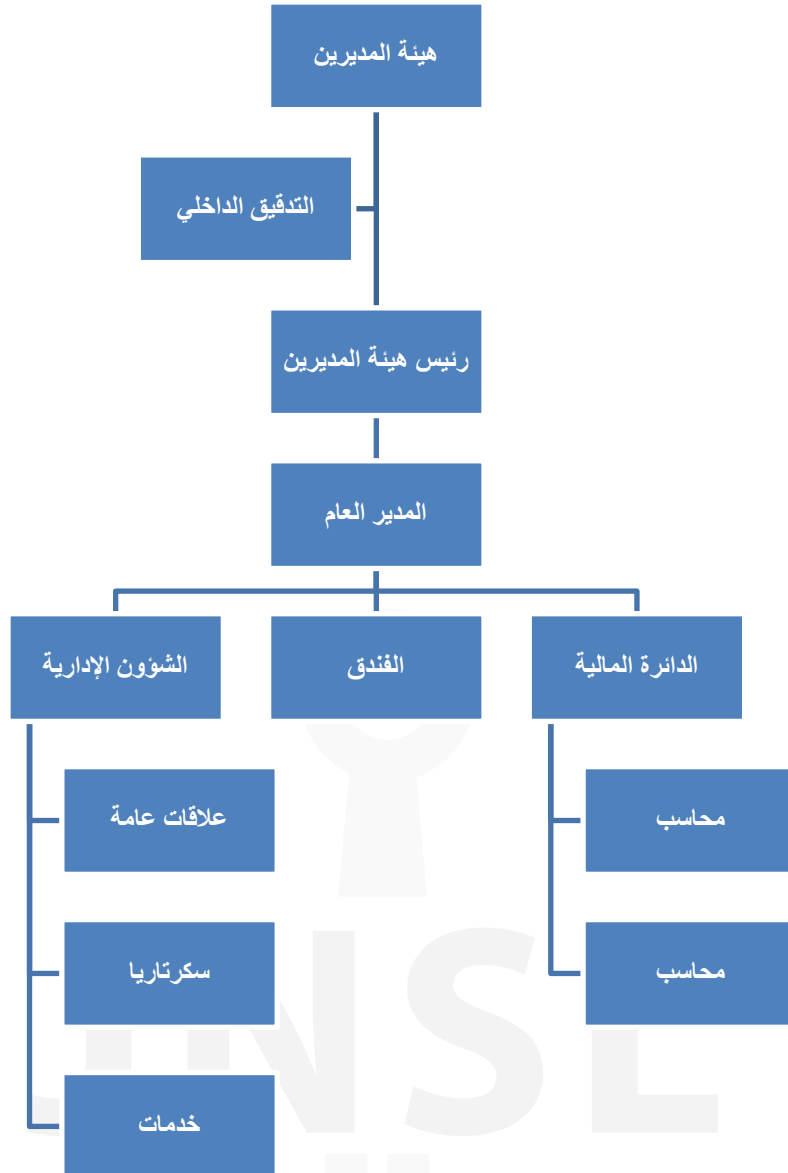 هيئة المديرين
التدقيق الداخلي
رئيس هيئة المديرين
المدير العام
الدائرة المالية
الفندق
الشؤون الإدارية
محاسب
علاقات عامة
محاسب
سكرتاريا
خدمات